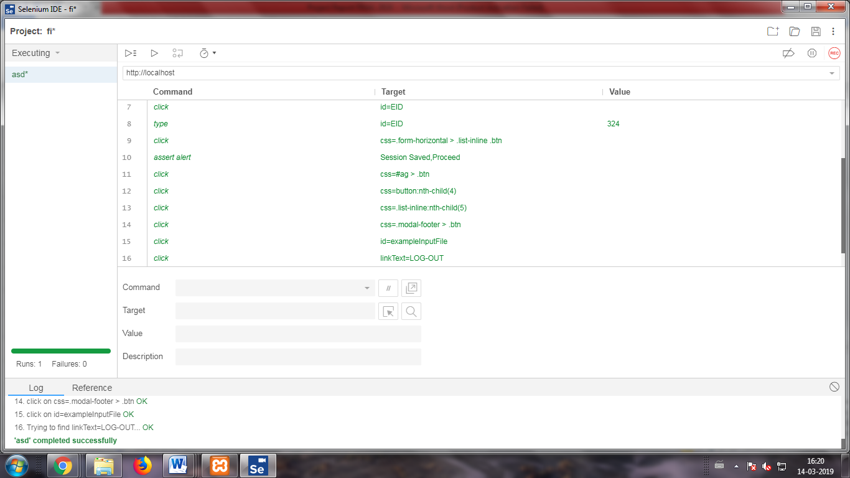 Selenium IDE - fi*
Project: fi*
Executing
asd*
http://localhost
Command Target Value
7 click id=EID
8 type id=EID 324
9 click css=.form-horizontal > .list-inline .btn
10 assert alert Session Saved,Proceed
11 click css=#ag > .btn
12 click css=button:nth-child(4)
13 click css=.list-inline:nth-child(5)
14 click css=.modal-footer > .btn
15 click id=exampleInputFile
16 click linkText=LOG-OUT
Command //
Target
Value
Description
Runs: 1 Failures: 0
Log Reference
14. click on css=.modal-footer > .btn OK
15. click on id=exampleInputFile OK
16. Trying to find linkText=LOG-OUT... OK
'asd' completed successfully
16:20
14-03-2019